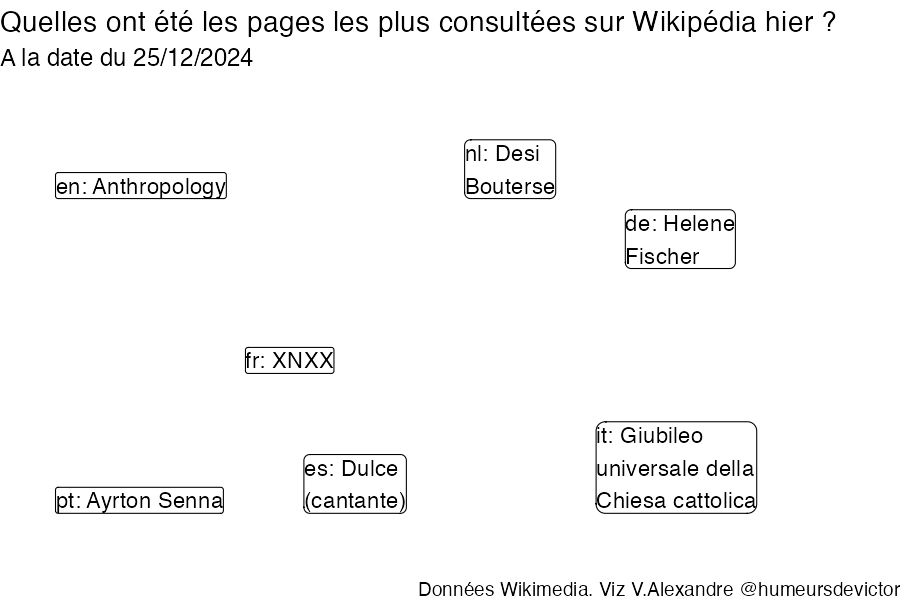 Quelles ont été les pages les plus consultées sur Wikipédia hier ?
A la date du 25/12/2024
nl: Desi
Bouterse
en: Anthropology
de: Helene
Fischer
fr: XNXX
it: Giubileo
universale della
Chiesa cattolica
es: Dulce
(cantante)
pt: Ayrton Senna
Données Wikimedia. Viz V.Alexandre @humeursdevictor